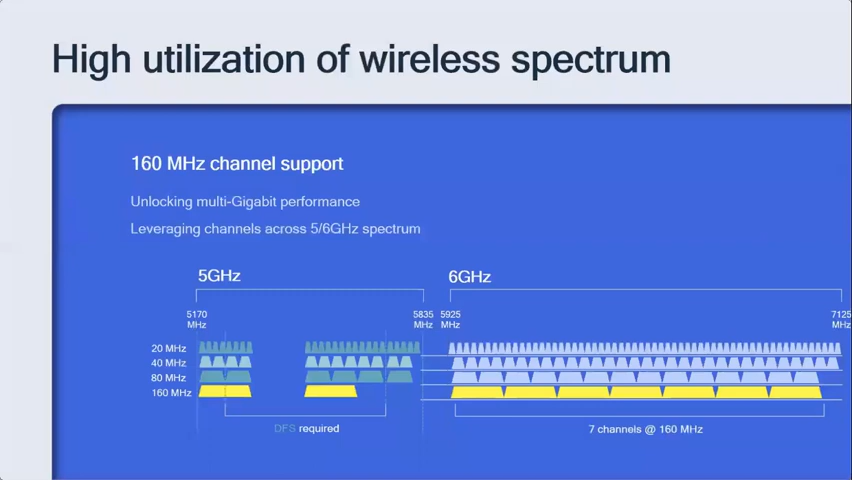 High utilization of wireless spectrum
160 MHz channel support
Unlocking multi-Gigabit performance
Leveraging channels across 5/6GHz spectrum
5GHz
6GHz
5170 MHz
5835 MHz
5925 MHz
7125 MHz
20 MHz
40 MHz
80 MHz
160 MHz
DFS required
7 channels @ 160 MHz